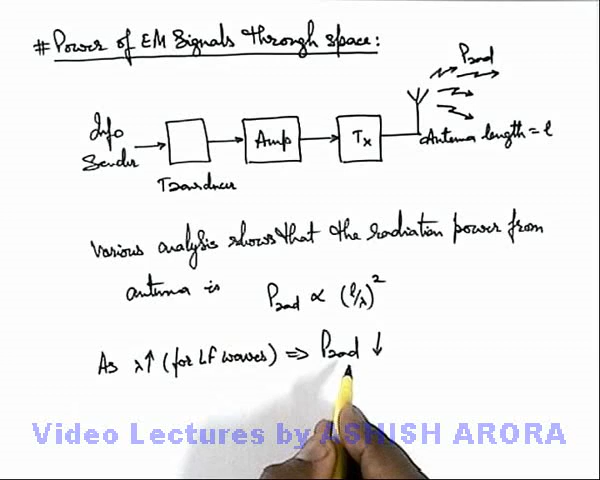 # Power of EM Signals through space:
Prad
Info
Sender
Transducer
Amp
Tx
Antenna length = l
Various analysis shows that the radiation power from
antenna is Prad ∝ (l/λ)²
As λ↑ (for LF waves) ⇒ Prad ↓
Video Lectures by ASHISH ARORA